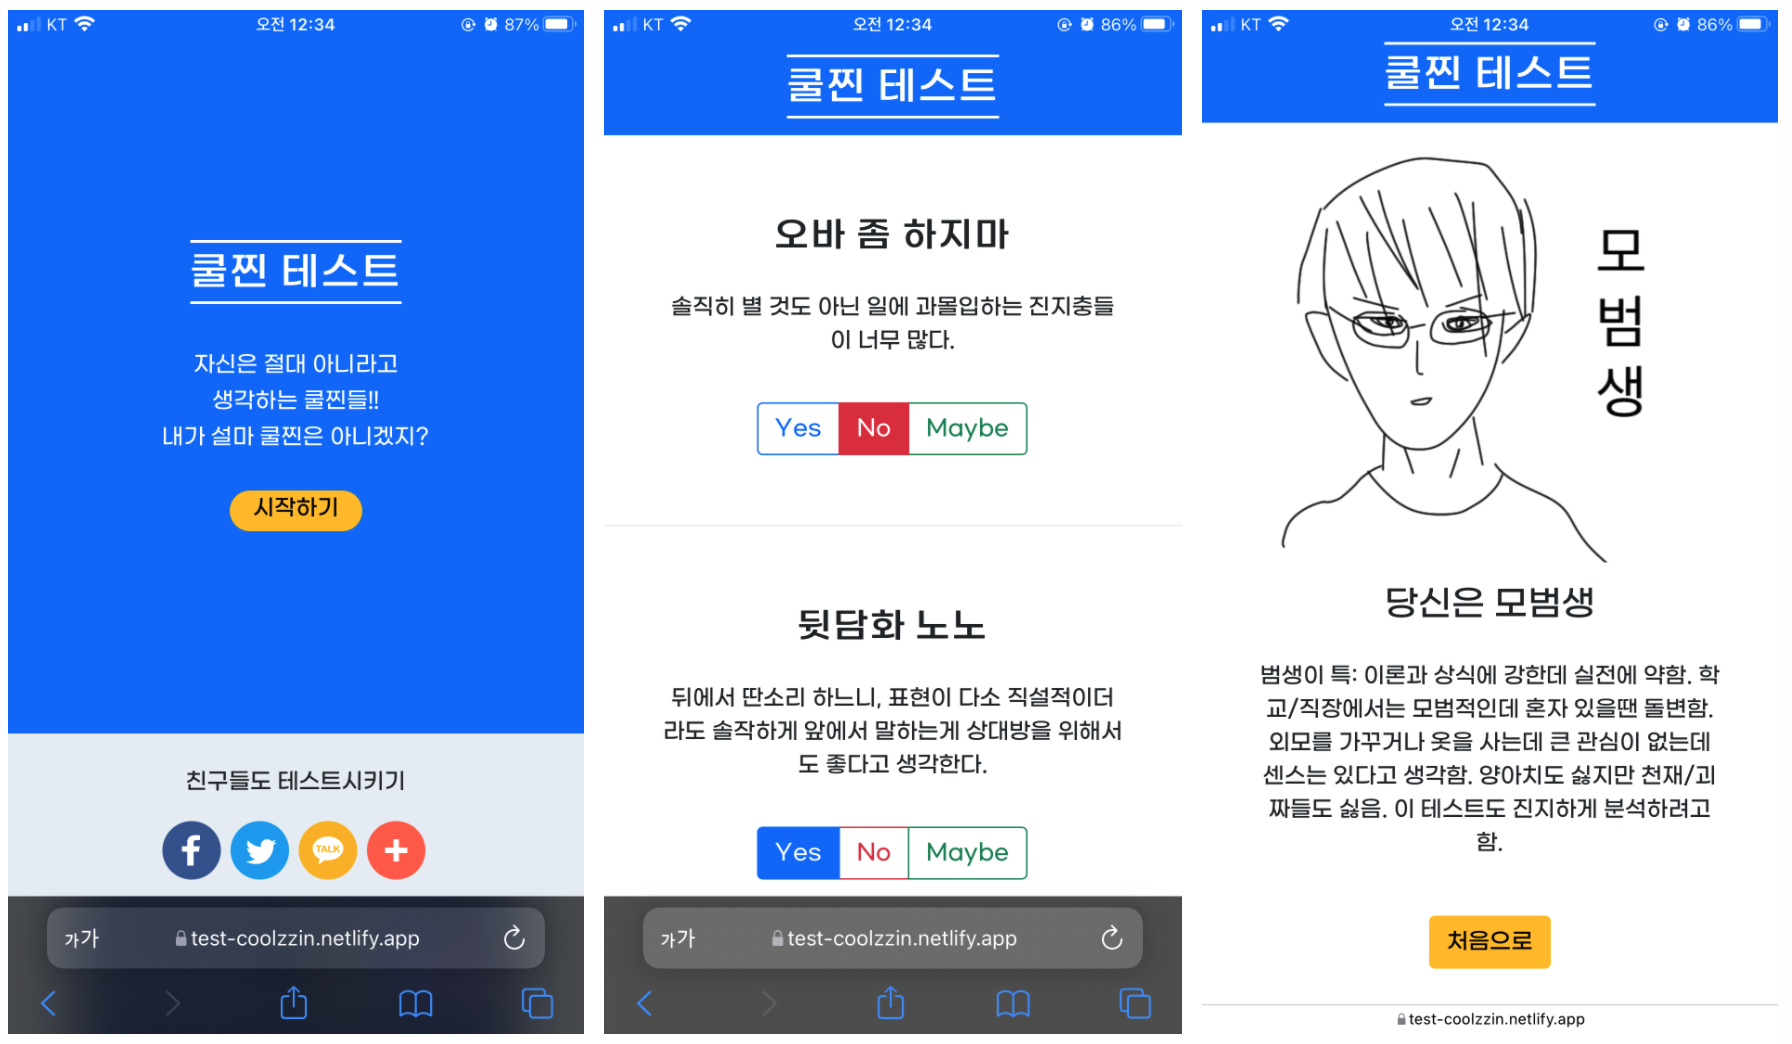 KT
오전 12:34
87%
쿨찐 테스트
자신은 절대 아니라고
생각하는 쿨찐들!!
내가 설마 쿨찐은 아니겠지?
시작하기
친구들도 테스트시키기
f
TALK
가가
test-coolzzin.netlify.app
KT
오전 12:34
86%
쿨찐 테스트
오바 좀 하지마
솔직히 별 것도 아닌 일에 과몰입하는 진지충들
이 너무 많다.
Yes
No
Maybe
뒷담화 노노
뒤에서 딴소리 하느니, 표현이 다소 직설적이더
라도 솔작하게 앞에서 말하는게 상대방을 위해서
도 좋다고 생각한다.
Yes
No
Maybe
가가
test-coolzzin.netlify.app
KT
오전 12:34
86%
쿨찐 테스트
모범생
당신은 모범생
범생이 특: 이론과 상식에 강한데 실전에 약함. 학
교/직장에서는 모범적인데 혼자 있을땐 돌변함.
외모를 가꾸거나 옷을 사는데 큰 관심이 없는데
센스는 있다고 생각함. 양아치도 싫지만 천재/괴
짜들도 싫음. 이 테스트도 진지하게 분석하려고
함.
처음으로
test-coolzzin.netlify.app